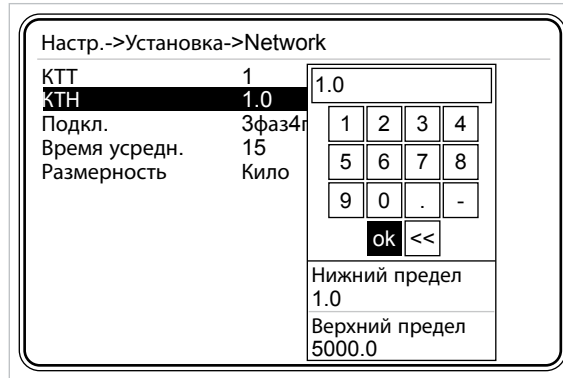 Настр.->Установка->Network
КТТ 1
КТН 1.0
Подкл. 3фаз4
Время усредн. 15
Размерность Кило
1.0
1 2 3 4
5 6 7 8
9 0 . -
ok <<
Нижний предел
1.0
Верхний предел
5000.0